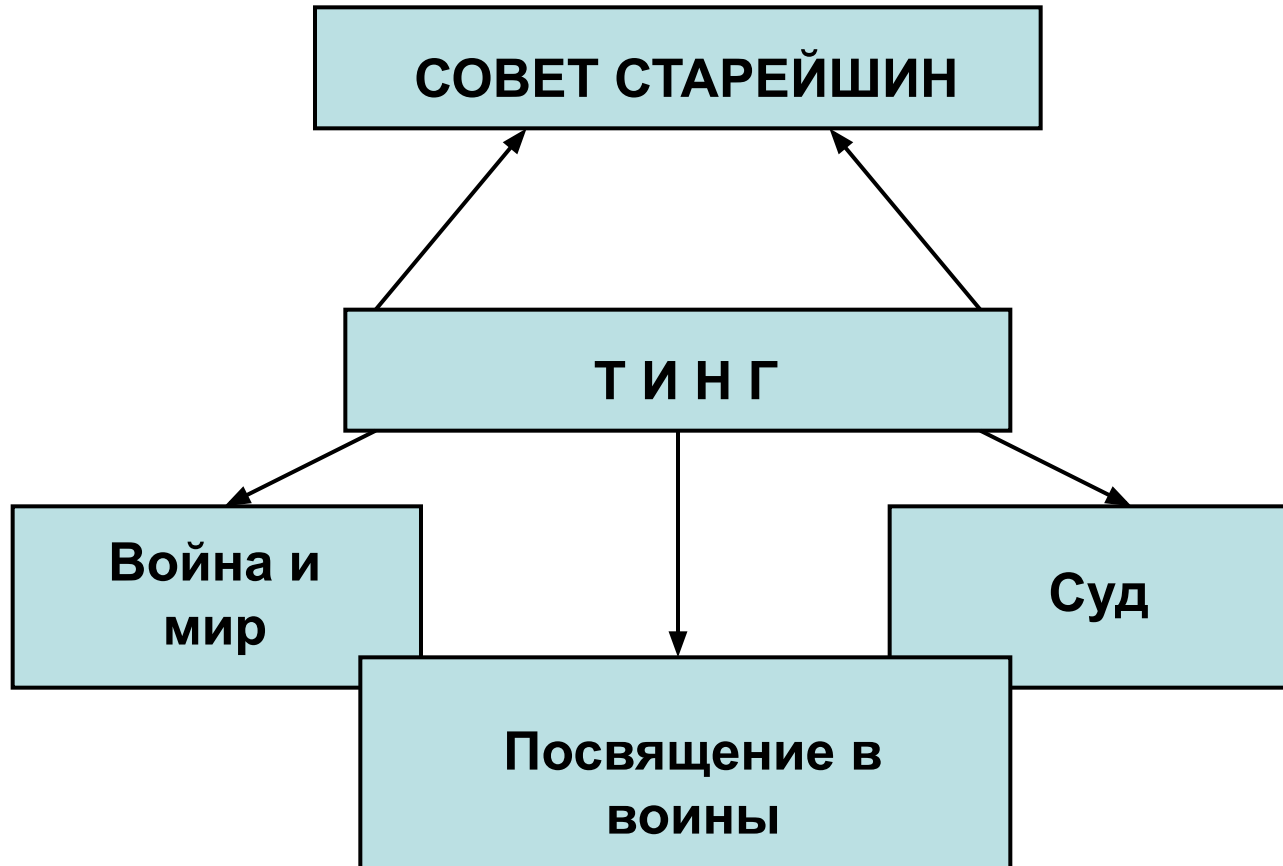 СОВЕТ СТАРЕЙШИН
Т И Н Г
Война и
мир
Суд
Посвящение в
воины